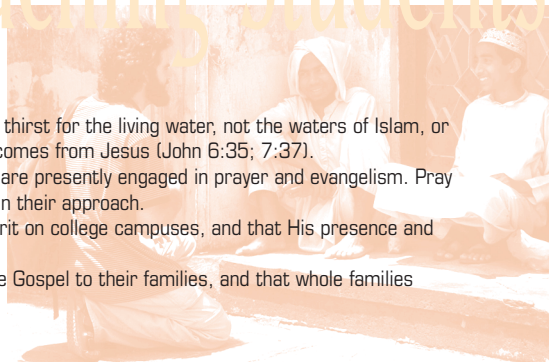 ching Students
thirst for the living water, not the waters of Islam, or
comes from Jesus (John 6:35; 7:37).
are presently engaged in prayer and evangelism. Pray
n their approach.
rit on college campuses, and that His presence and
e Gospel to their families, and that whole families